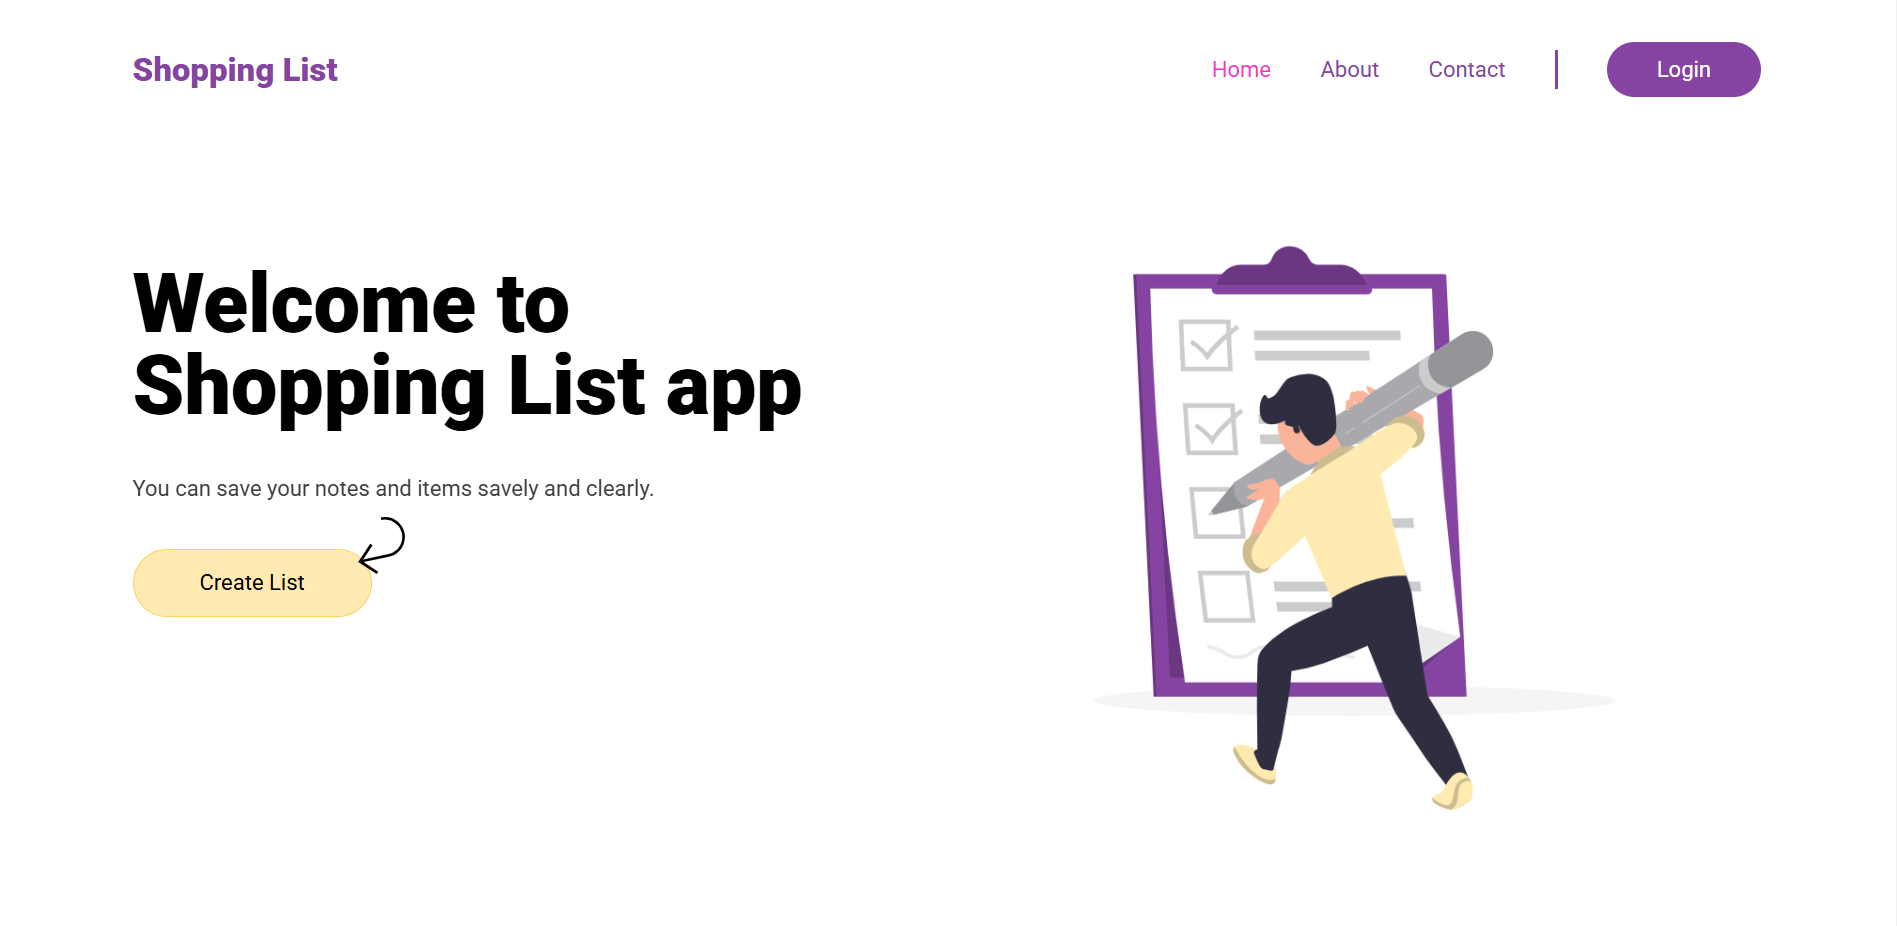 Shopping List
Home
About
Contact
Login
Welcome to
Shopping List app
You can save your notes and items savely and clearly.
Create List